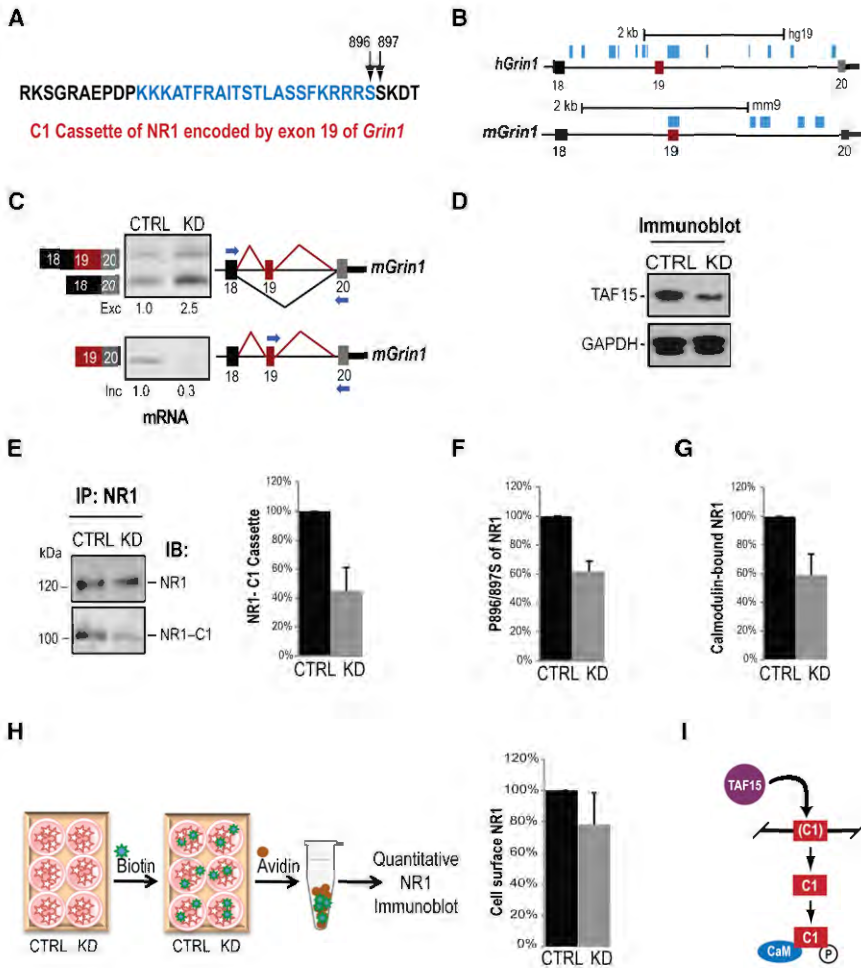 A
896 897
RKSGRAEPDPKKKATFRAITSTLASSFKRRRSSKDT
C1 Cassette of NR1 encoded by exon 19 of Grin1
B
2 kb hg19
hGrin1
18 19 20
2 kb mm9
mGrin1
18 19 20
C
CTRL KD
18 19 20
18 20
Exc 1.0 2.5
18 19 20
mGrin1
19 20
Inc 1.0 0.3
mRNA
18 19 20
mGrin1
D
Immunoblot
CTRL KD
TAF15
GAPDH
E
IP: NR1
kDa CTRL KD IB:
120 NR1
100 NR1–C1
NR1- C1 Cassette
120%
100%
80%
60%
40%
20%
0%
CTRL KD
F
P896/897S of NR1
120%
100%
80%
60%
40%
20%
0%
CTRL KD
G
Calmodulin-bound NR1
120%
100%
80%
60%
40%
20%
0%
CTRL KD
H
CTRL KD
Biotin
CTRL KD
Avidin
Quantitative
NR1
Immunoblot
Cell surface NR1
120%
100%
80%
60%
40%
20%
0%
CTRL KD
I
TAF15
(C1)
C1
C1
CaM P